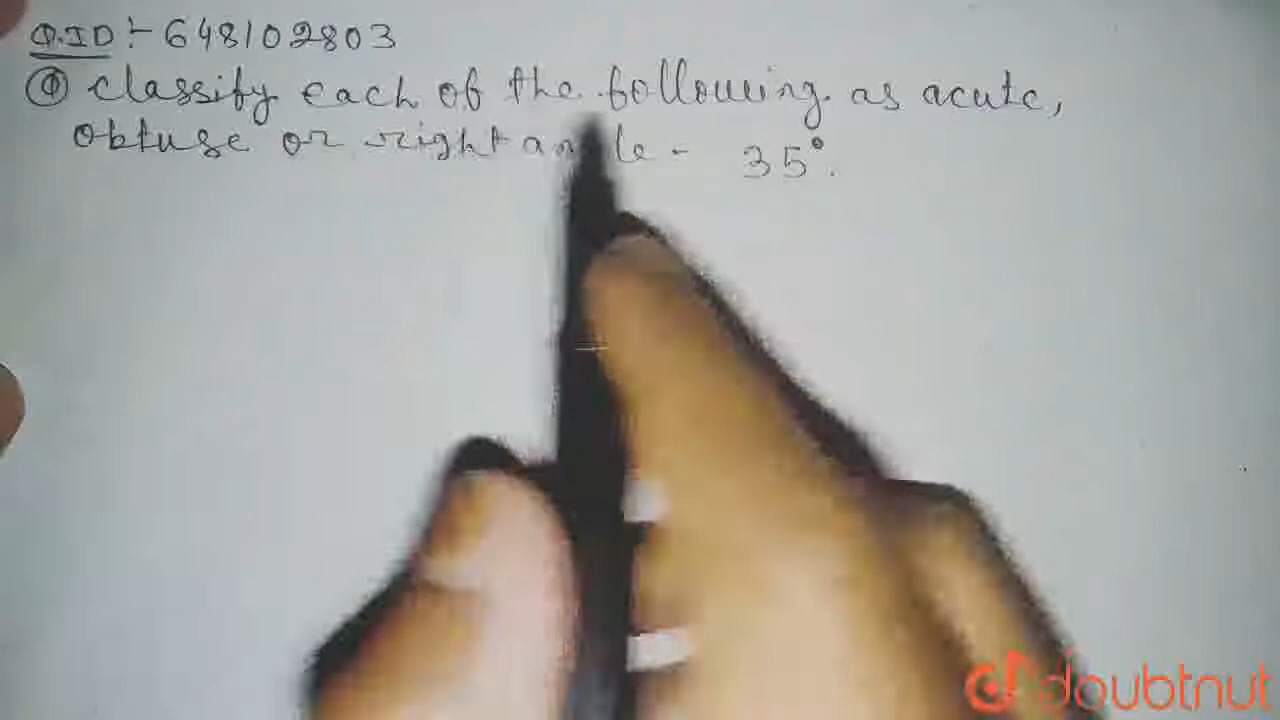 Q.ID :- 648102803
Q classify each of the following as acute,
obtuse or right angle - 35°.
doubtnut